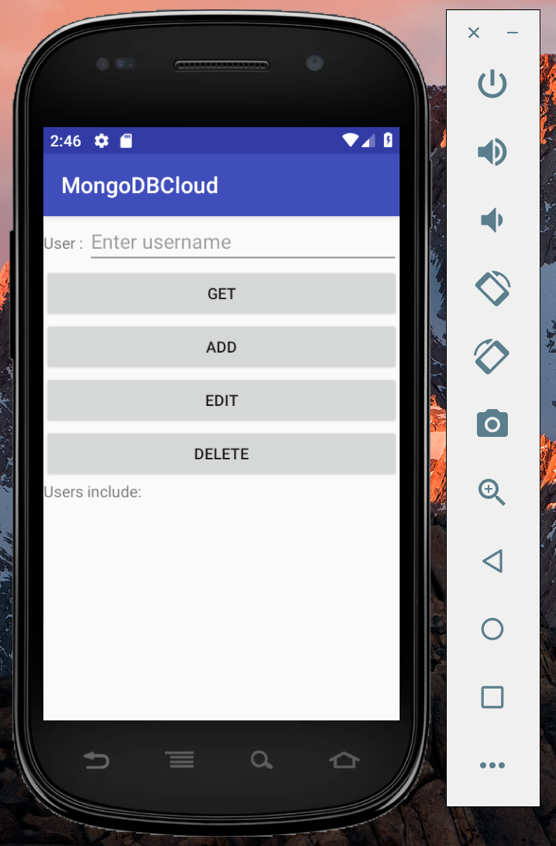 2:46
MongoDBCloud
User : Enter username
GET
ADD
EDIT
DELETE
Users include: